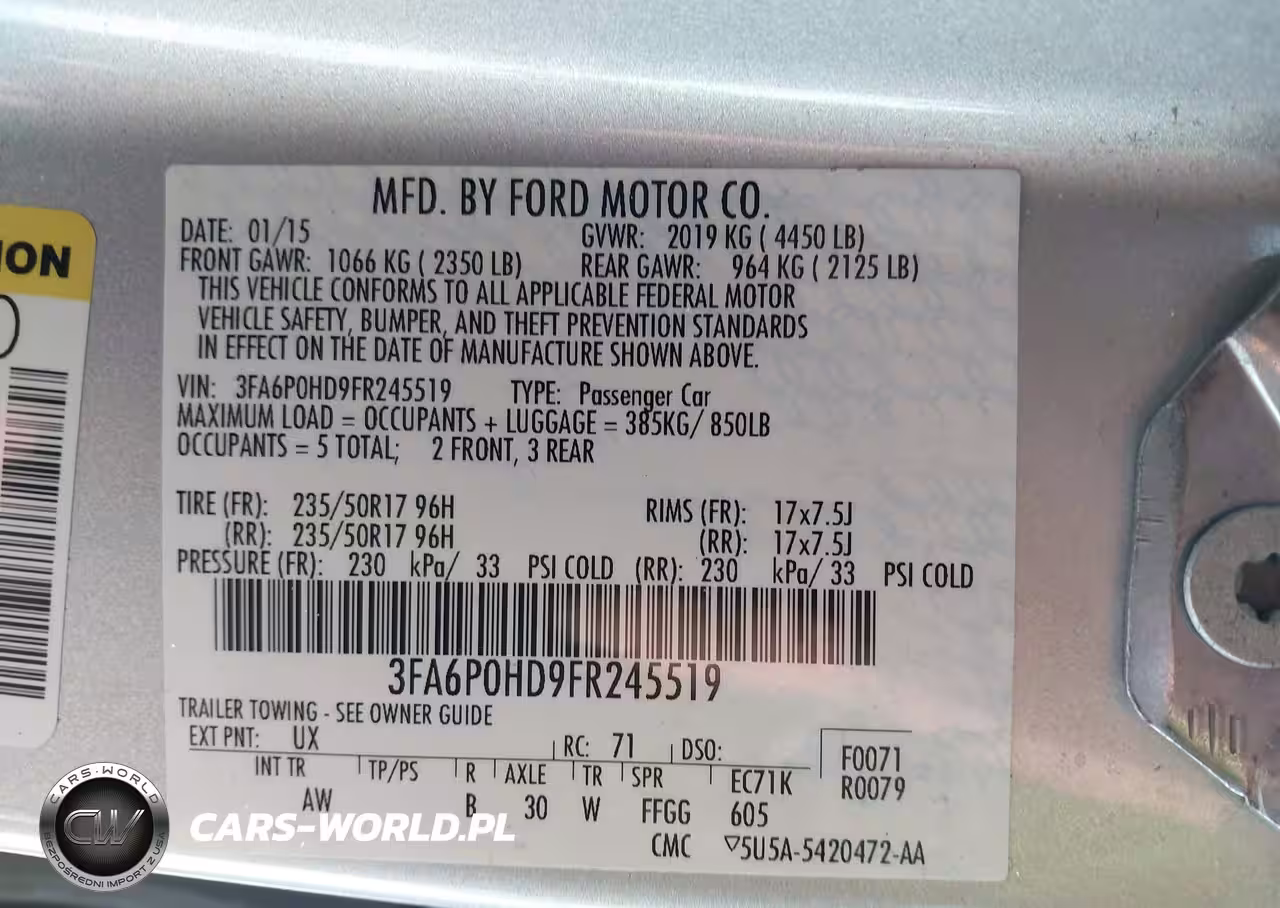 MFD. BY FORD MOTOR CO.
DATE: 01/15 GVWR: 2019 KG ( 4450 LB)
FRONT GAWR: 1066 KG ( 2350 LB) REAR GAWR: 964 KG ( 2125 LB)
THIS VEHICLE CONFORMS TO ALL APPLICABLE FEDERAL MOTOR
VEHICLE SAFETY, BUMPER, AND THEFT PREVENTION STANDARDS
IN EFFECT ON THE DATE OF MANUFACTURE SHOWN ABOVE.
VIN: 3FA6P0HD9FR245519 TYPE: Passenger Car
MAXIMUM LOAD = OCCUPANTS + LUGGAGE = 385KG/ 850LB
OCCUPANTS = 5 TOTAL; 2 FRONT, 3 REAR
TIRE (FR): 235/50R17 96H RIMS (FR): 17x7.5J
(RR): 235/50R17 96H (RR): 17x7.5J
PRESSURE (FR): 230 kPa/ 33 PSI COLD (RR): 230 kPa/ 33 PSI COLD
3FA6P0HD9FR245519
TRAILER TOWING - SEE OWNER GUIDE
EXT PNT: UX RC: 71 DSO: F0071
INT TR TP/PS R AXLE TR SPR EC71K R0079
AW B 30 W FFGG 605
CMC ▽5U5A-5420472-AA
ION
CARS-WORLD
CW
BEZPOŚREDNI IMPORT Z USA
CARS-WORLD.PL